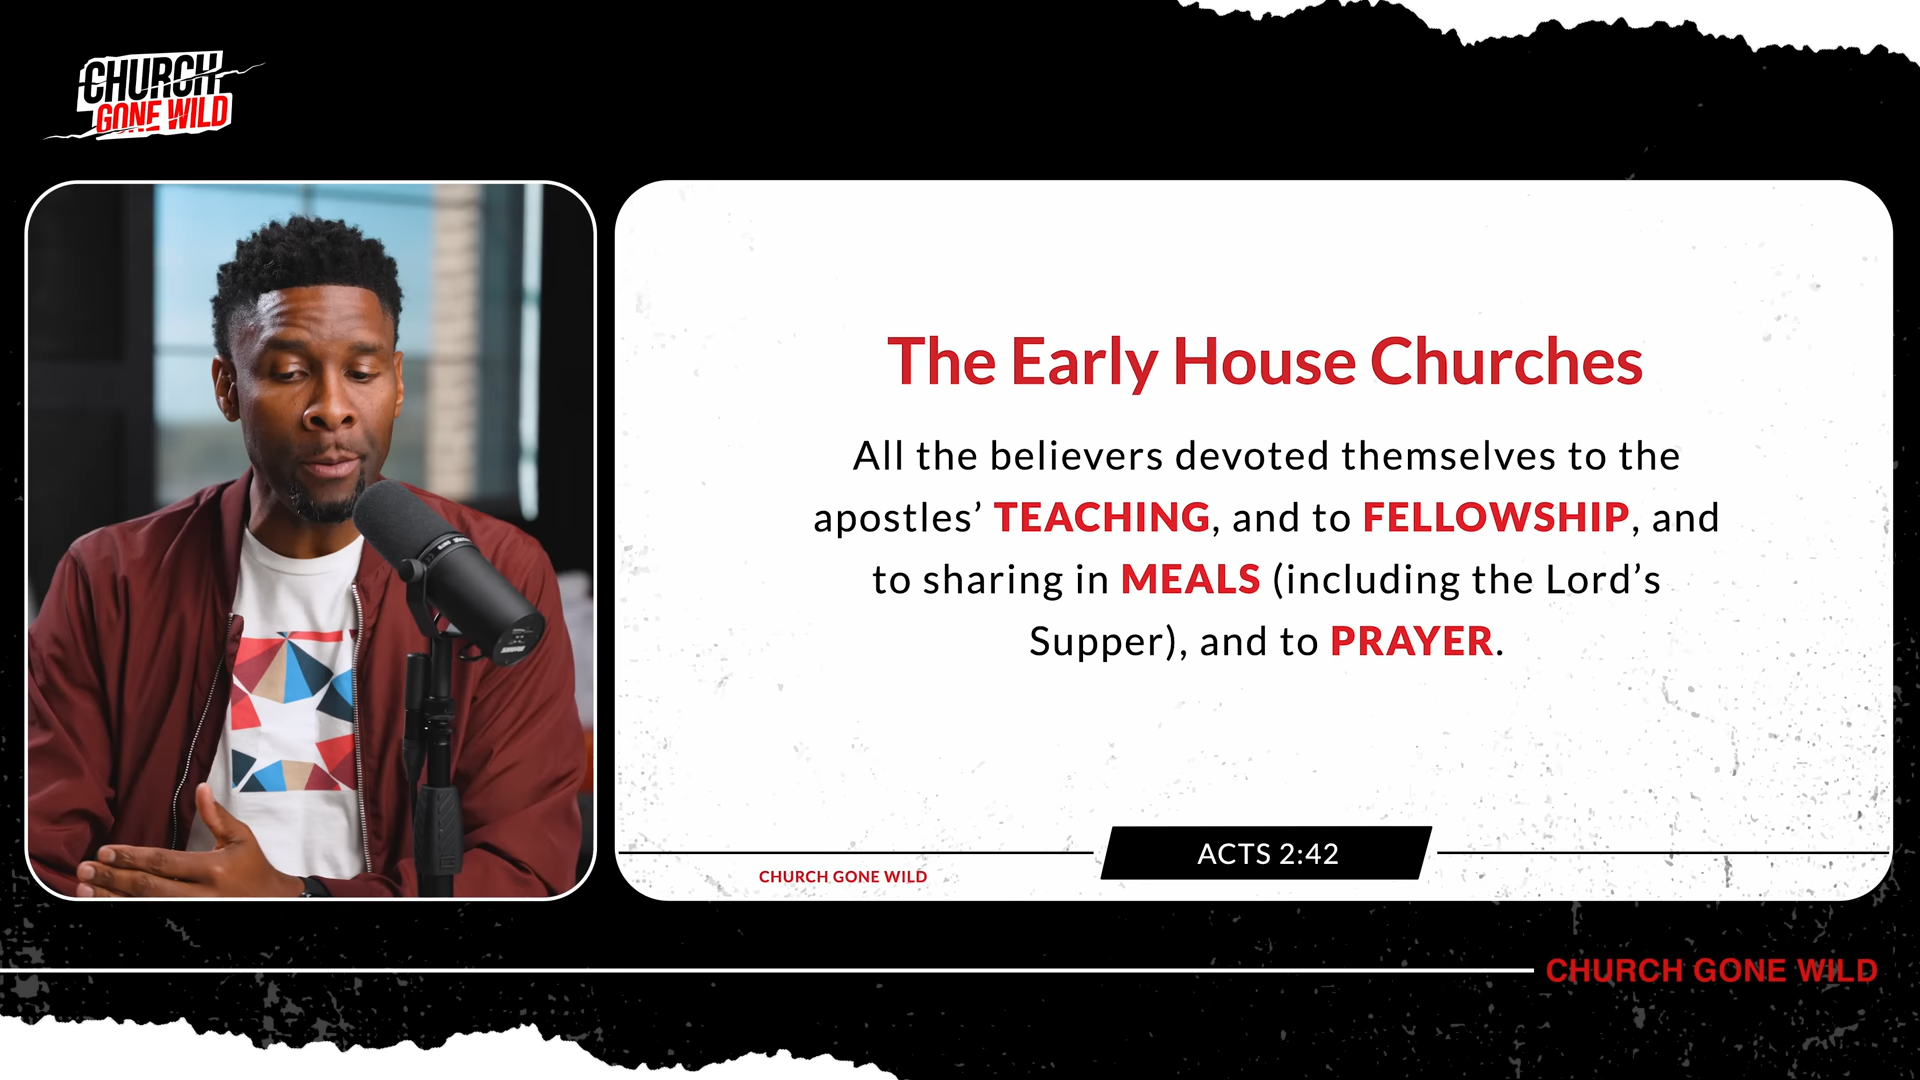 CHURCH
GONE WILD
The Early House Churches
All the believers devoted themselves to the
apostles’ TEACHING, and to FELLOWSHIP, and
to sharing in MEALS (including the Lord’s
Supper), and to PRAYER.
ACTS 2:42
CHURCH GONE WILD
CHURCH GONE WILD